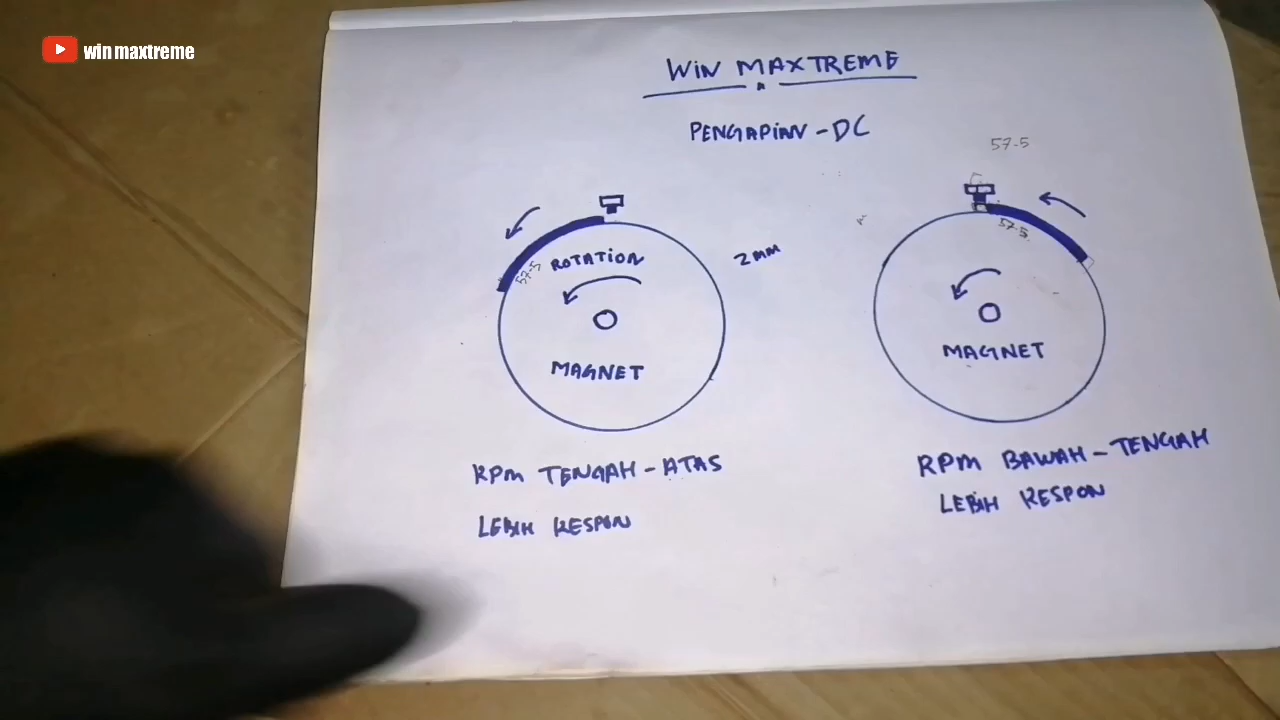 win maxtreme
WIN MAXTREME
PENGAPIAN - DC
57-5
57-5
ROTATION
MAGNET
2MM
RPM TENGAH - ATAS
LEBIH RESPON
57-5
MAGNET
RPM BAWAH - TENGAH
LEBIH RESPON